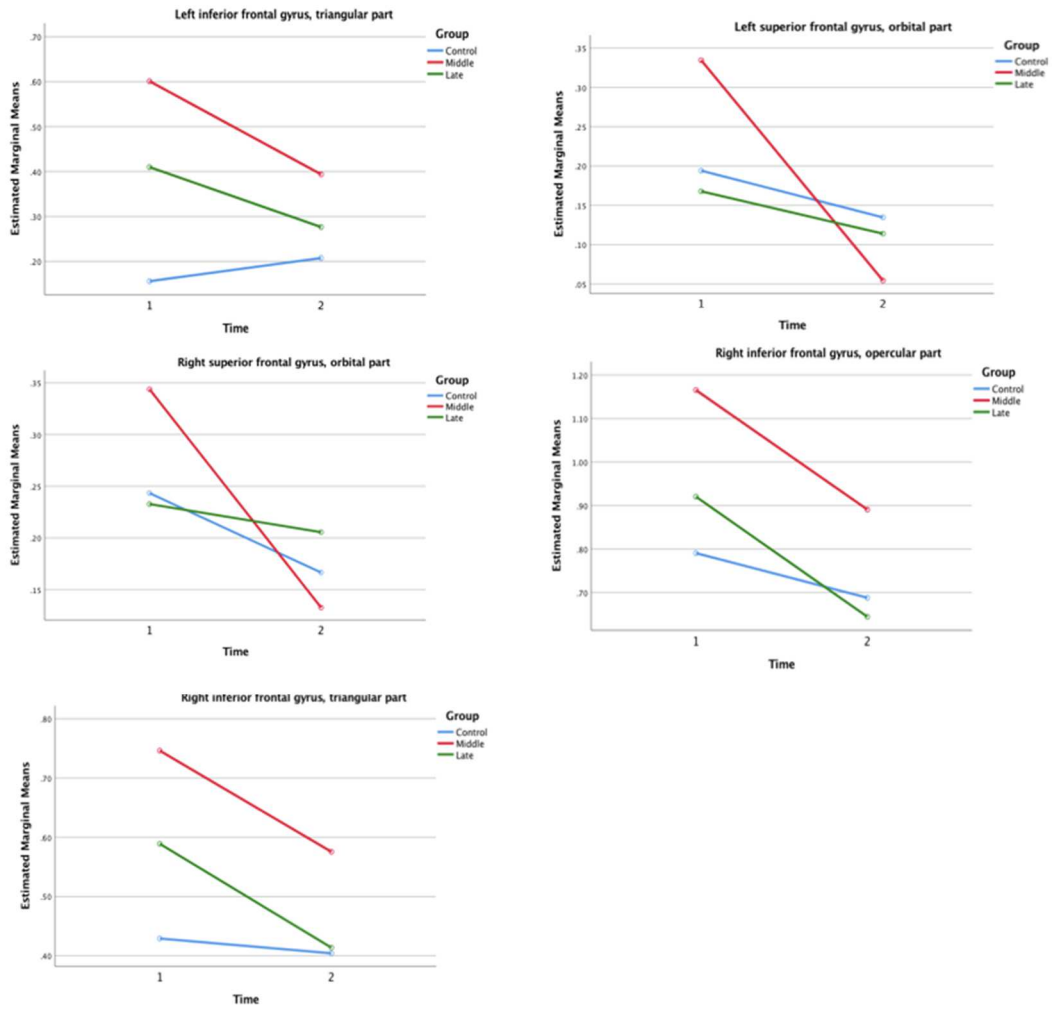 Left inferior frontal gyrus, triangular part
Group
Control
Middle
Late
Estimated Marginal Means
.70
.60
.50
.40
.30
.20
1
2
Time
Left superior frontal gyrus, orbital part
Group
Control
Middle
Late
Estimated Marginal Means
.35
.30
.25
.20
.15
.10
.05
1
2
Time
Right superior frontal gyrus, orbital part
Group
Control
Middle
Late
Estimated Marginal Means
.35
.30
.25
.20
.15
1
2
Time
Right inferior frontal gyrus, opercular part
Group
Control
Middle
Late
Estimated Marginal Means
1.20
1.10
1.00
.90
.80
.70
1
2
Time
Right inferior frontal gyrus, triangular part
Group
Control
Middle
Late
Estimated Marginal Means
.80
.70
.60
.50
.40
1
2
Time